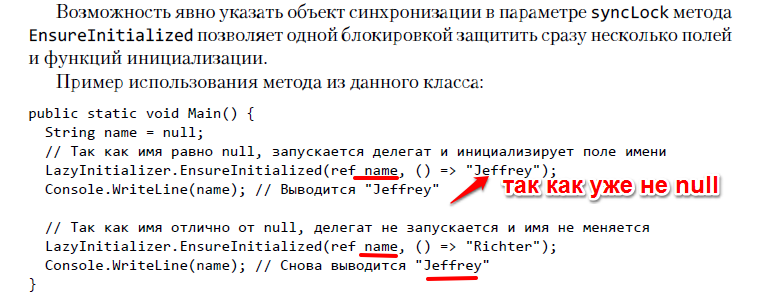 Возможность явно указать объект синхронизации в параметре syncLock метода
EnsureInitialized позволяет одной блокировкой защитить сразу несколько полей
и функций инициализации.
Пример использования метода из данного класса:
public static void Main() {
String name = null;
// Так как имя равно null, запускается делегат и инициализирует поле имени
LazyInitializer.EnsureInitialized(ref name, () => "Jeffrey");
Console.WriteLine(name); // Выводится "Jeffrey"
так как уже не null
// Так как имя отлично от null, делегат не запускается и имя не меняется
LazyInitializer.EnsureInitialized(ref name, () => "Richter");
Console.WriteLine(name); // Снова выводится "Jeffrey"
}